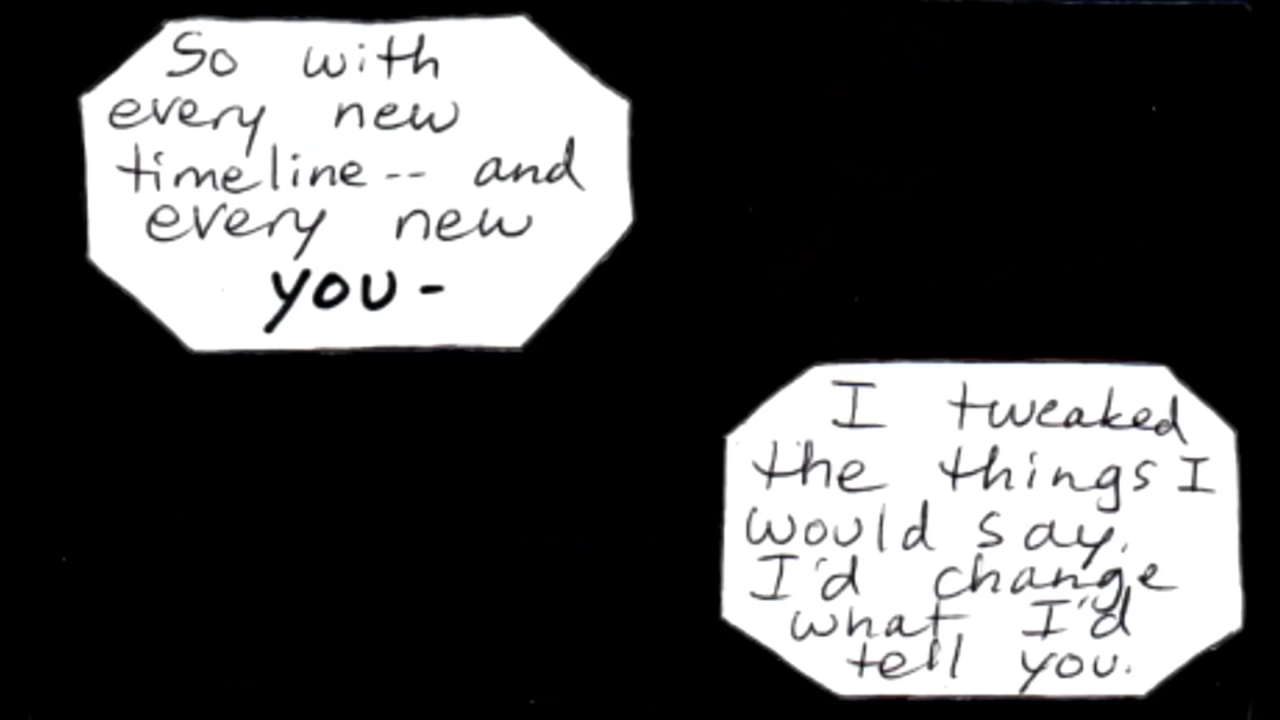 So with
every new
timeline-- and
every new
you-
I tweaked
the things I
would say.
I'd change
what I'd
tell you.